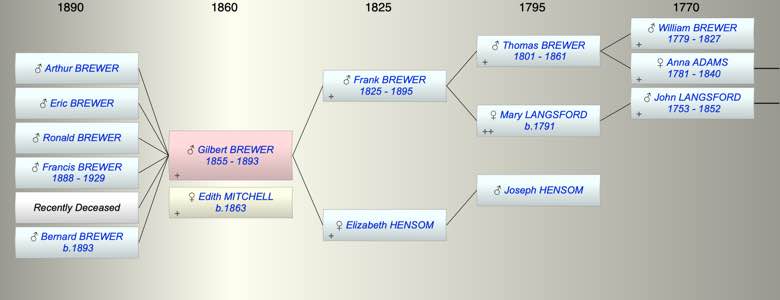 1890
1860
1825
1795
1770
♂ Arthur BREWER
♂ Eric BREWER
♂ Ronald BREWER
♂ Francis BREWER
1888 - 1929
Recently Deceased
♂ Bernard BREWER
b.1893
♂ Gilbert BREWER
1855 - 1893
+
♀ Edith MITCHELL
b.1863
+
♂ Frank BREWER
1825 - 1895
+
♀ Elizabeth HENSOM
+
♂ Thomas BREWER
1801 - 1861
+
♀ Mary LANGSFORD
b.1791
++
♂ Joseph HENSOM
♂ William BREWER
1779 - 1827
+
♀ Anna ADAMS
1781 - 1840
+
♂ John LANGSFORD
1753 - 1852
+